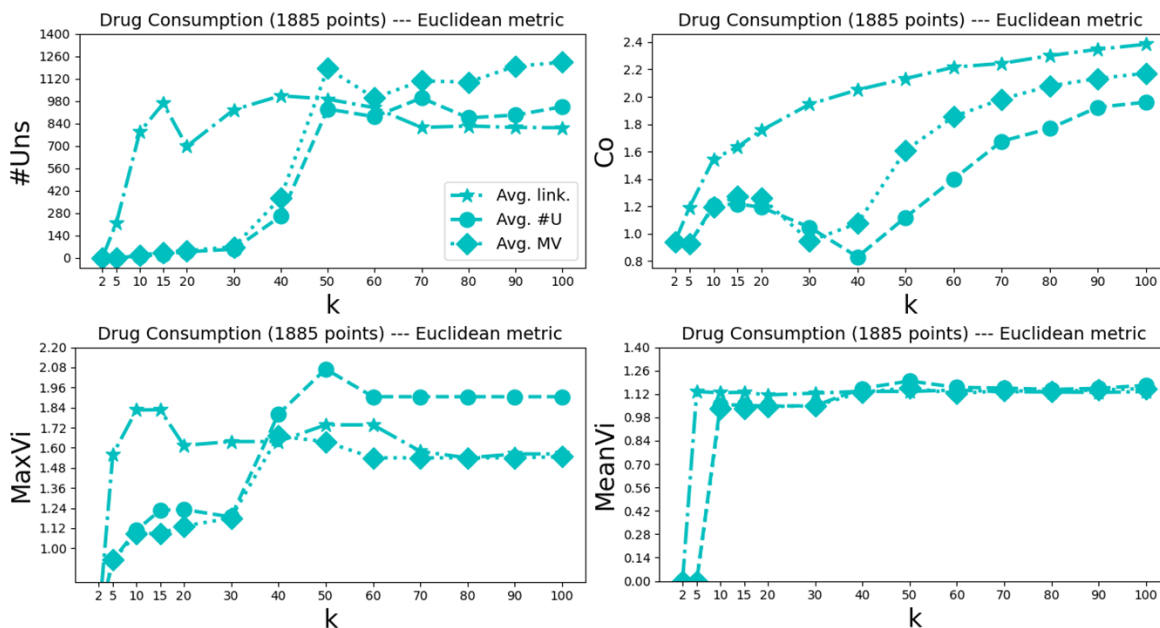 Drug Consumption (1885 points) --- Euclidean metric
#Uns
1400
1260
1120
980
840
700
560
420
280
140
0
Avg. link.
Avg. #U
Avg. MV
2 5 10 15 20 30 40 50 60 70 80 90 100
k
Drug Consumption (1885 points) --- Euclidean metric
Co
2.4
2.2
2.0
1.8
1.6
1.4
1.2
1.0
0.8
2 5 10 15 20 30 40 50 60 70 80 90 100
k
Drug Consumption (1885 points) --- Euclidean metric
MaxVi
2.20
2.08
1.96
1.84
1.72
1.60
1.48
1.36
1.24
1.12
1.00
2 5 10 15 20 30 40 50 60 70 80 90 100
k
Drug Consumption (1885 points) --- Euclidean metric
MeanVi
1.40
1.26
1.12
0.98
0.84
0.70
0.56
0.42
0.28
0.14
0.00
2 5 10 15 20 30 40 50 60 70 80 90 100
k